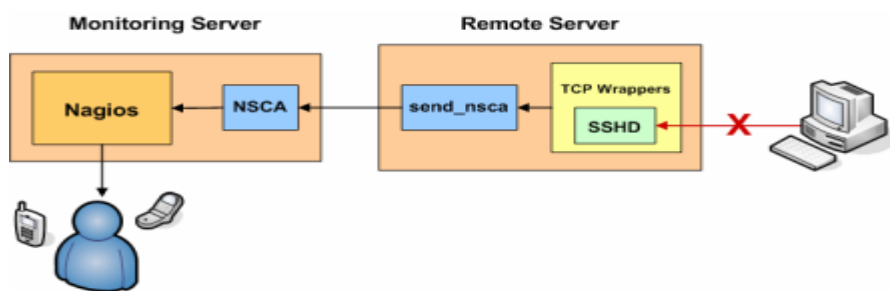 Monitoring Server
Remote Server
Nagios
NSCA
send_nsca
TCP Wrappers
SSHD
X